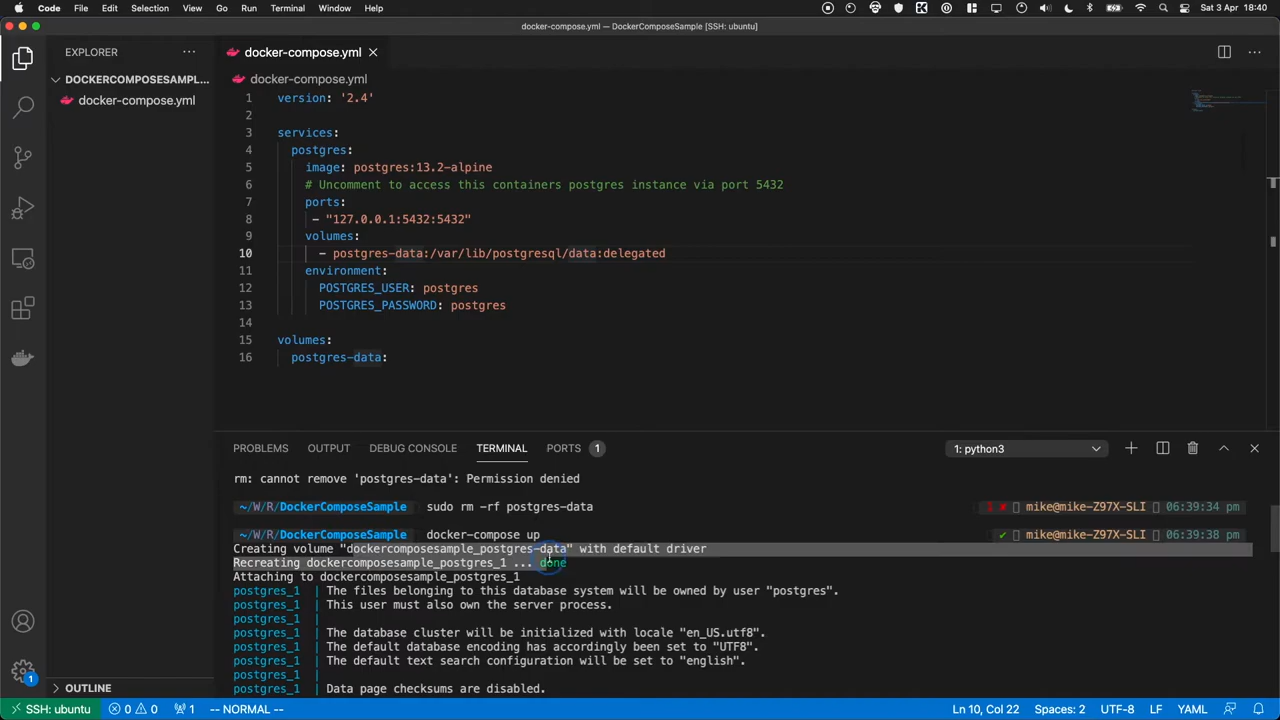 Code File Edit Selection View Go Run Terminal Window Help
Sat 3 Apr 18:40
docker-compose.yml — DockerComposeSample [SSH: ubuntu]
EXPLORER
docker-compose.yml
DOCKERCOMPOSESAMPL...
docker-compose.yml
docker-compose.yml
1 version: '2.4'
2
3 services:
4 postgres:
5 image: postgres:13.2-alpine
6 # Uncomment to access this containers postgres instance via port 5432
7 ports:
8 - "127.0.0.1:5432:5432"
9 volumes:
10 - postgres-data:/var/lib/postgresql/data:delegated
11 environment:
12 POSTGRES_USER: postgres
13 POSTGRES_PASSWORD: postgres
14
15 volumes:
16 postgres-data:
PROBLEMS OUTPUT DEBUG CONSOLE TERMINAL PORTS 1
1: python3
rm: cannot remove 'postgres-data': Permission denied
~/W/R/DockerComposeSample sudo rm -rf postgres-data mike@mike-Z97X-SLI 06:39:34 pm
~/W/R/DockerComposeSample docker-compose up ✔ mike@mike-Z97X-SLI 06:39:38 pm
Creating volume "dockercomposesample_postgres-data" with default driver
Recreating dockercomposesample_postgres_1 ... done
Attaching to dockercomposesample_postgres_1
postgres_1 | The files belonging to this database system will be owned by user "postgres".
postgres_1 | This user must also own the server process.
postgres_1 |
postgres_1 | The database cluster will be initialized with locale "en_US.utf8".
postgres_1 | The default database encoding has accordingly been set to "UTF8".
postgres_1 | The default text search configuration will be set to "english".
postgres_1 |
postgres_1 | Data page checksums are disabled.
OUTLINE
1
SSH: ubuntu 0 0 1 -- NORMAL -- Ln 10, Col 22 Spaces: 2 UTF-8 LF YAML